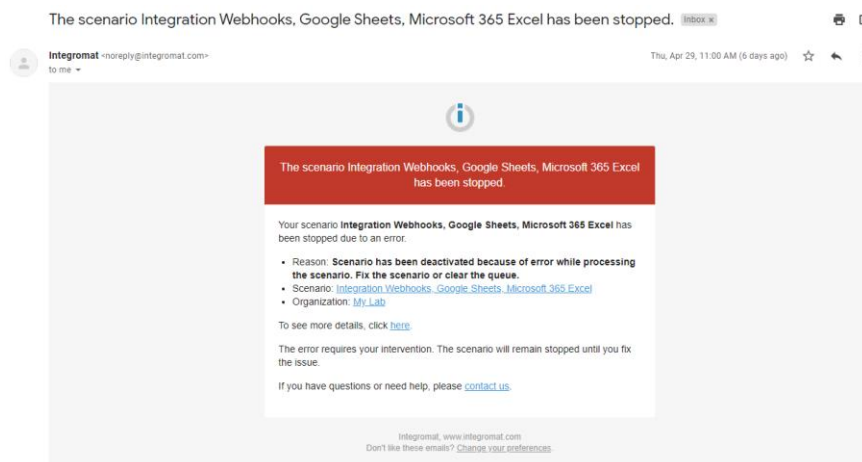 The scenario Integration Webhooks, Google Sheets, Microsoft 365 Excel has been stopped. Inbox x
Integromat <noreply@integromat.com> Thu, Apr 29, 11:00 AM (6 days ago)
to me
The scenario Integration Webhooks, Google Sheets, Microsoft 365 Excel
has been stopped.
Your scenario Integration Webhooks, Google Sheets, Microsoft 365 Excel has
been stopped due to an error.
• Reason: Scenario has been deactivated because of error while processing
the scenario. Fix the scenario or clear the queue.
• Scenario: Integration Webhooks, Google Sheets, Microsoft 365 Excel
• Organization: My Lab
To see more details, click here.
The error requires your intervention. The scenario will remain stopped until you fix
the issue.
If you have questions or need help, please contact us.
Integromat, www.integromat.com
Don't like these emails? Change your preferences.